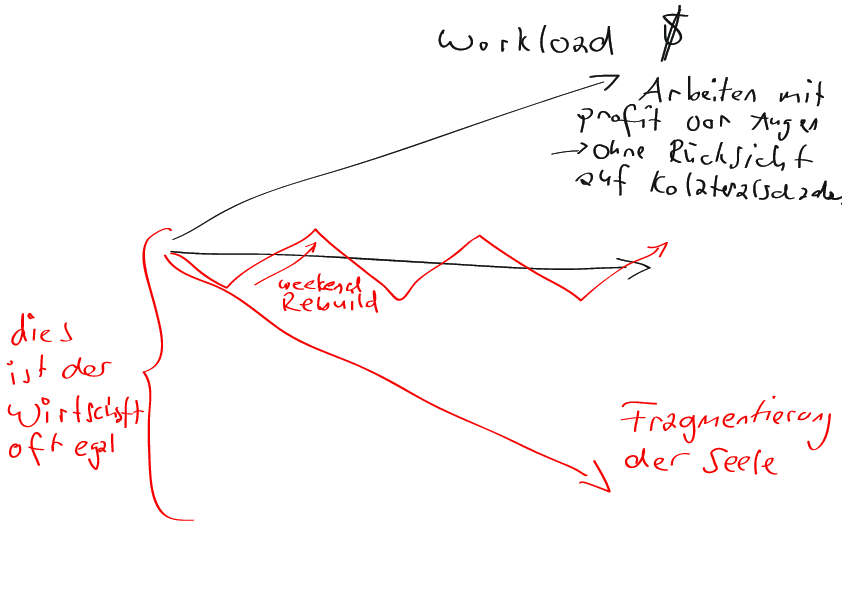 Workload $
Arbeiten mit
profit vor Augen
→ ohne Rücksicht
auf Kolateralschaden
weekend
Rebuild
dies
ist der
Wirtschaft
oft egal
Fragmentierung
der Seele